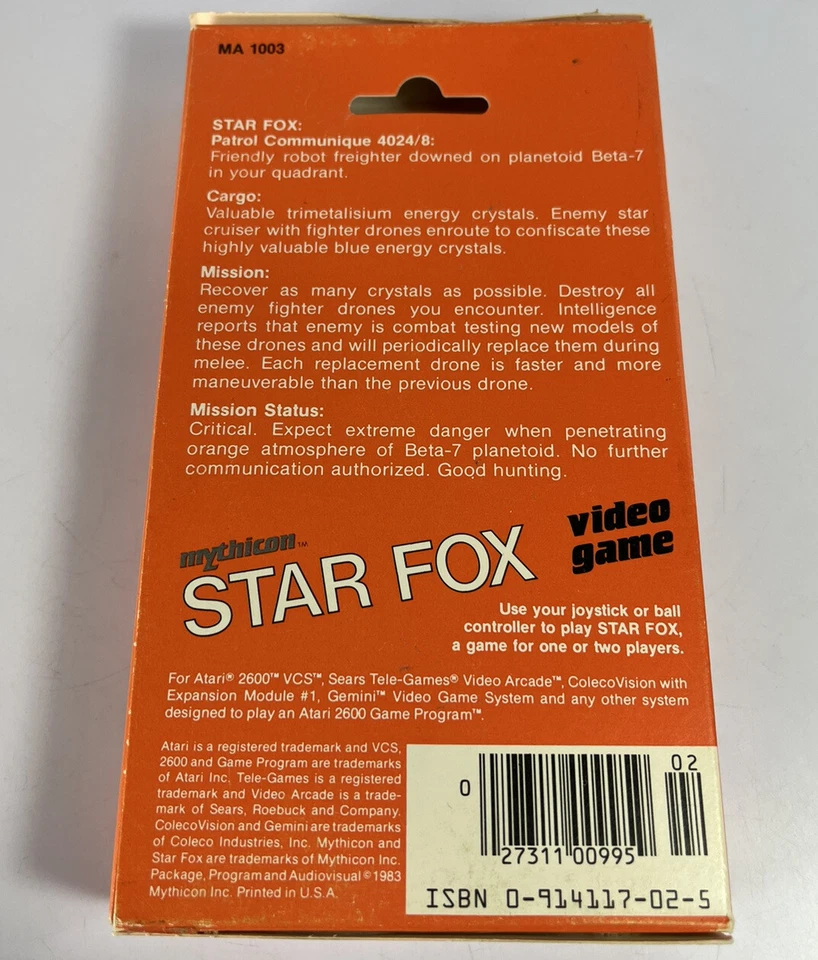 MA 1003
STAR FOX:
Patrol Communique 4024/8:
Friendly robot freighter downed on planetoid Beta-7
in your quadrant.
Cargo:
Valuable trimetalisium energy crystals. Enemy star
cruiser with fighter drones enroute to confiscate these
highly valuable blue energy crystals.
Mission:
Recover as many crystals as possible. Destroy all
enemy fighter drones you encounter. Intelligence
reports that enemy is combat testing new models of
these drones and will periodically replace them during
melee. Each replacement drone is faster and more
maneuverable than the previous drone.
Mission Status:
Critical. Expect extreme danger when penetrating
orange atmosphere of Beta-7 planetoid. No further
communication authorized. Good hunting.
mythicon™
STAR FOX
video
game
Use your joystick or ball
controller to play STAR FOX,
a game for one or two players.
For Atari® 2600™ VCS™, Sears Tele-Games® Video Arcade™, ColecoVision with
Expansion Module #1, Gemini™ Video Game System and any other system
designed to play an Atari 2600 Game Program™.
Atari is a registered trademark and VCS,
2600 and Game Program are trademarks
of Atari Inc. Tele-Games is a registered
trademark and Video Arcade is a trade-
mark of Sears, Roebuck and Company.
ColecoVision and Gemini are trademarks
of Coleco Industries, Inc. Mythicon and
Star Fox are trademarks of Mythicon Inc.
Package, Program and Audiovisual © 1983
Mythicon Inc. Printed in U.S.A.
0 27311 00995 02
ISBN 0-914117-02-5